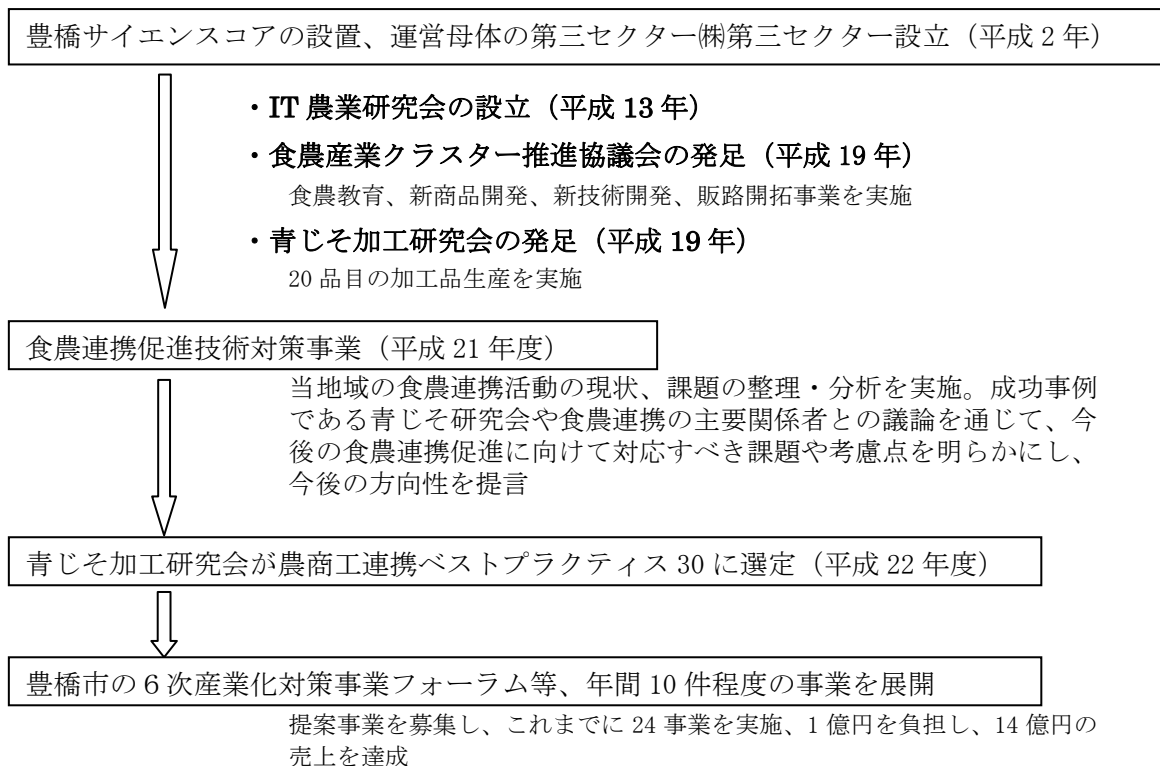 豊橋サイエンスコアの設置、運営母体の第三セクター㈱第三セクター設立（平成 2 年）
・IT 農業研究会の設立（平成 13 年）
・食農産業クラスター推進協議会の発足（平成 19 年）
食農教育、新商品開発、新技術開発、販路開拓事業を実施
・青じそ加工研究会の発足（平成 19 年）
20 品目の加工品生産を実施
食農連携促進技術対策事業（平成 21 年度）
当地域の食農連携活動の現状、課題の整理・分析を実施。成功事例
である青じそ研究会や食農連携の主要関係者との議論を通じて、今
後の食農連携促進に向けて対応すべき課題や考慮点を明らかにし、
今後の方向性を提言
青じそ加工研究会が農商工連携ベストプラクティス 30 に選定（平成 22 年度）
豊橋市の６次産業化対策事業フォーラム等、年間 10 件程度の事業を展開
提案事業を募集し、これまでに 24 事業を実施、1 億円を負担し、14 億円の
売上を達成